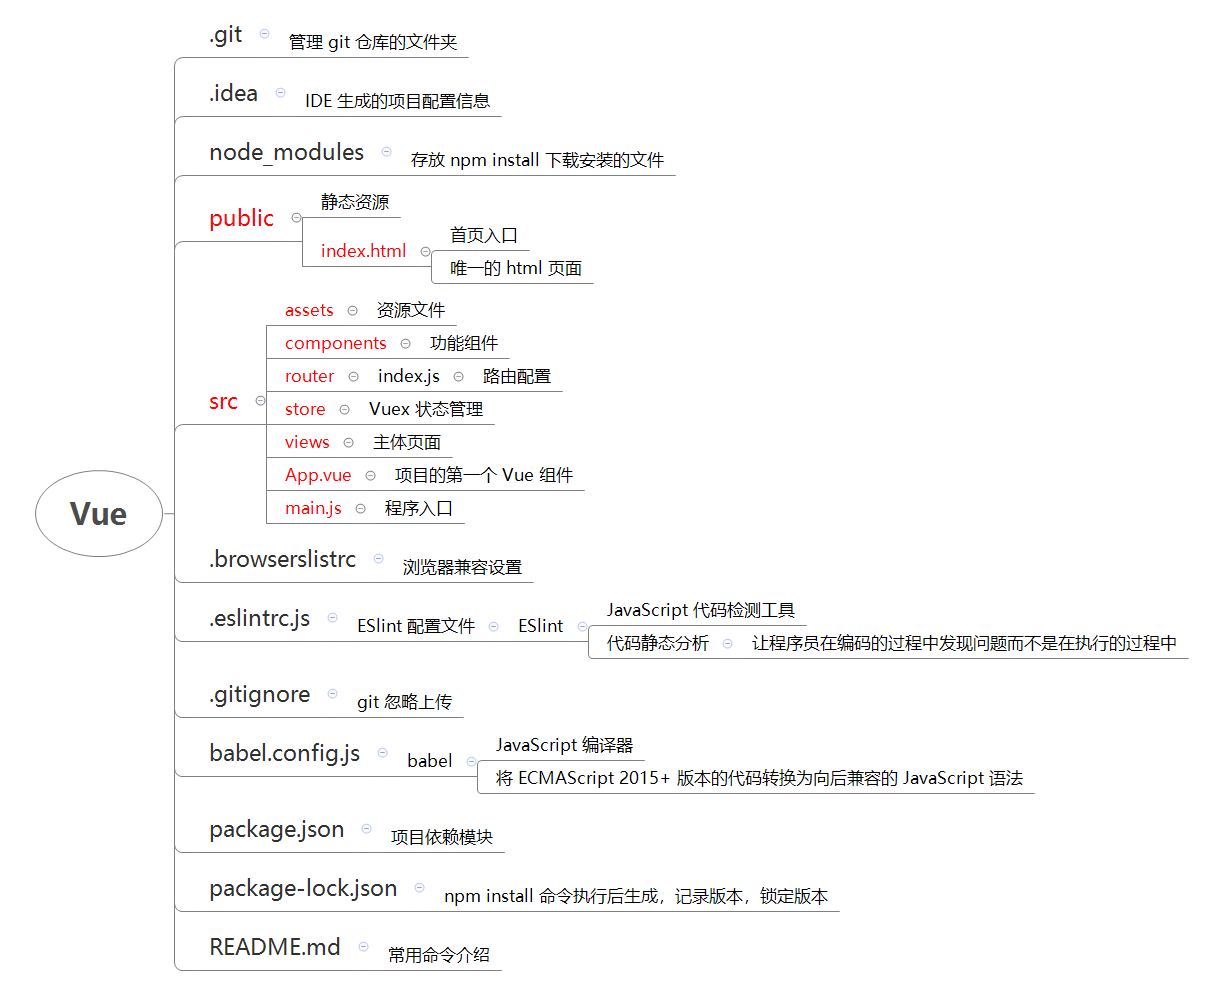 Vue
.git
管理 git 仓库的文件夹
.idea
IDE 生成的项目配置信息
node_modules
存放 npm install 下载安装的文件
public
静态资源
index.html
首页入口
唯一的 html 页面
src
assets
资源文件
components
功能组件
router
index.js
路由配置
store
Vuex 状态管理
views
主体页面
App.vue
项目的第一个 Vue 组件
main.js
程序入口
.browserslistrc
浏览器兼容设置
.eslintrc.js
ESlint 配置文件
ESlint
JavaScript 代码检测工具
代码静态分析
让程序员在编码的过程中发现问题而不是在执行的过程中
.gitignore
git 忽略上传
babel.config.js
babel
JavaScript 编译器
将 ECMAScript 2015+ 版本的代码转换为向后兼容的 JavaScript 语法
package.json
项目依赖模块
package-lock.json
npm install 命令执行后生成，记录版本，锁定版本
README.md
常用命令介绍